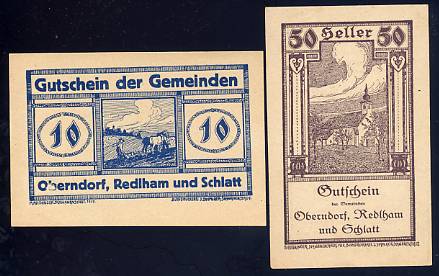 Gutschein der Gemeinden
10 10
Oberndorf, Redlham und Schlatt
50 Heller 50
Gutschein
der Gemeinden
Oberndorf, Redlham
und Schlatt